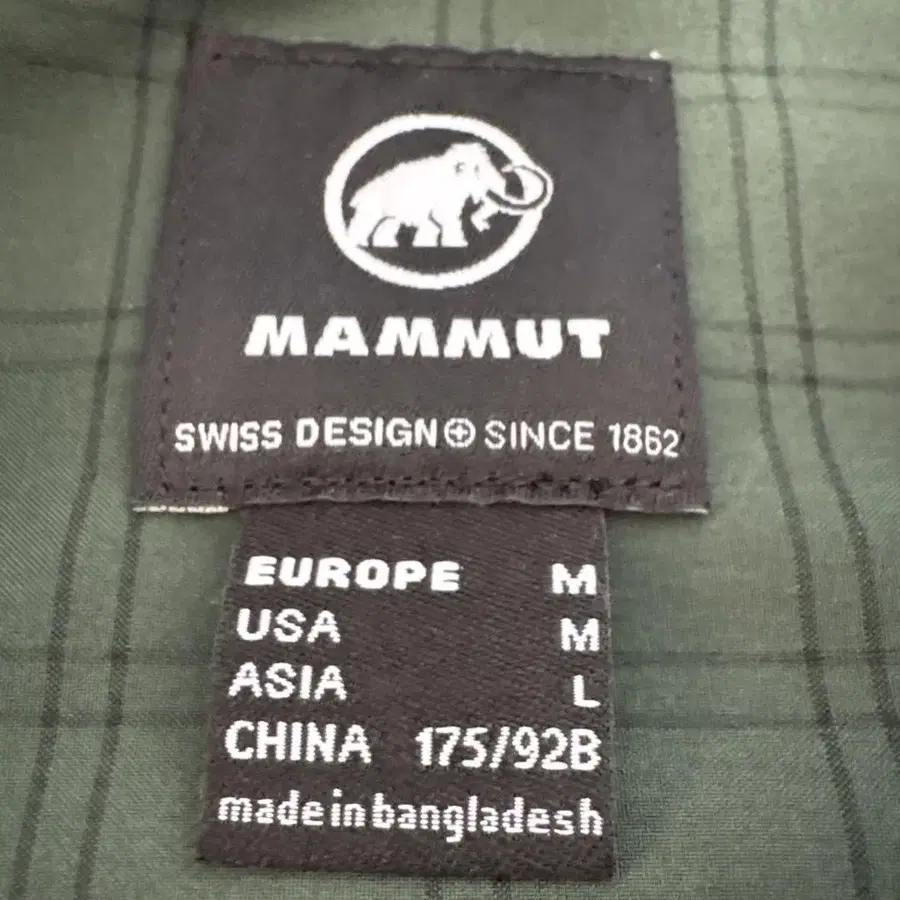 MAMMUT
SWISS DESIGN⊕SINCE 1862
EUROPE M
USA M
ASIA L
CHINA 175/92B
made in bangladesh